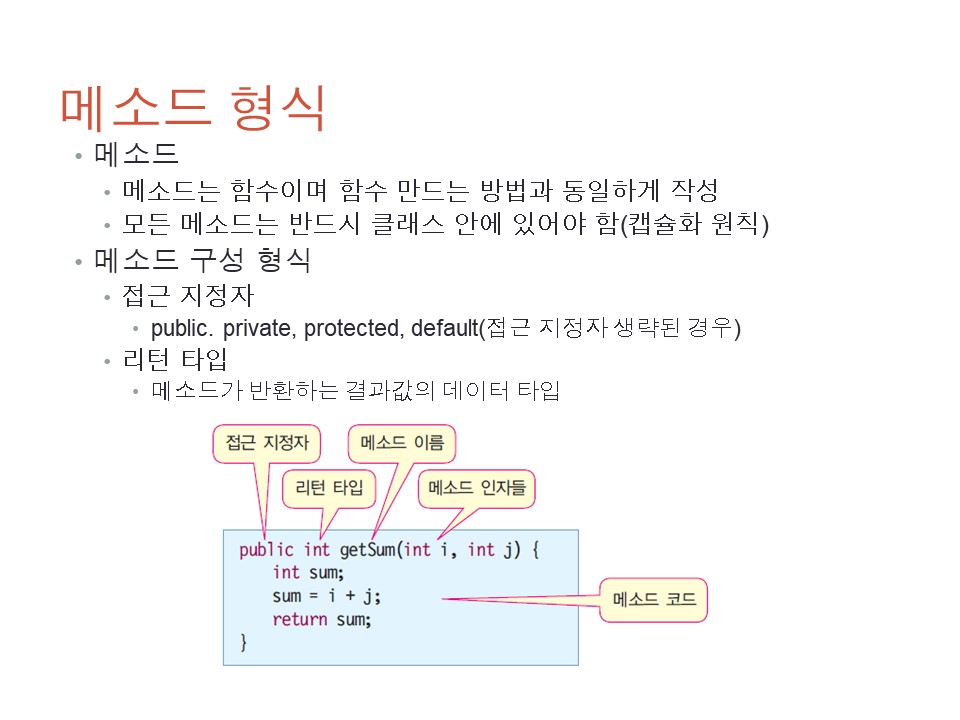 메소드 형식
• 메소드
• 메소드는 함수이며 함수 만드는 방법과 동일하게 작성
• 모든 메소드는 반드시 클래스 안에 있어야 함(캡슐화 원칙)
• 메소드 구성 형식
• 접근 지정자
• public. private, protected, default(접근 지정자 생략된 경우)
• 리턴 타입
• 메소드가 반환하는 결과값의 데이터 타입
접근 지정자
메소드 이름
리턴 타입
메소드 인자들
public int getSum(int i, int j) {
int sum;
sum = i + j;
return sum;
}
메소드 코드